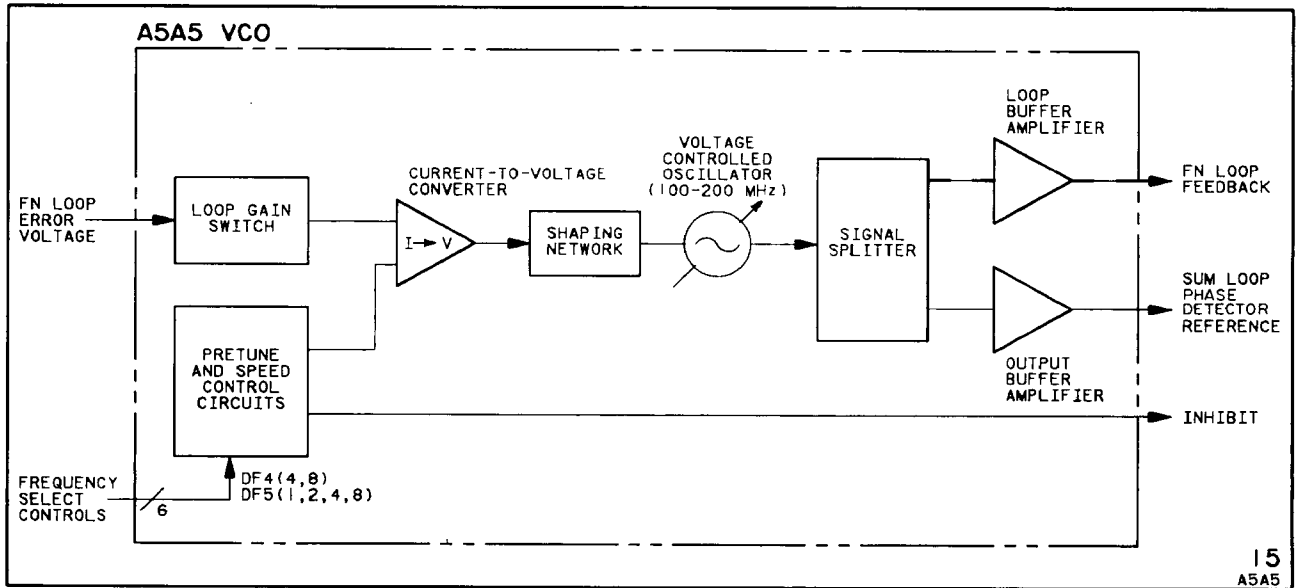 A5A5 VCO
FN LOOP
ERROR
VOLTAGE
LOOP GAIN
SWITCH
CURRENT-TO-VOLTAGE
CONVERTER
I→V
SHAPING
NETWORK
VOLTAGE
CONTROLLED
OSCILLATOR
(100-200 MHz)
SIGNAL
SPLITTER
LOOP
BUFFER
AMPLIFIER
FN LOOP
FEEDBACK
OUTPUT
BUFFER
AMPLIFIER
SUM LOOP
PHASE
DETECTOR
REFERENCE
PRETUNE
AND SPEED
CONTROL
CIRCUITS
INHIBIT
FREQUENCY
SELECT
CONTROLS
6
DF4(4,8)
DF5(1,2,4,8)
15
A5A5